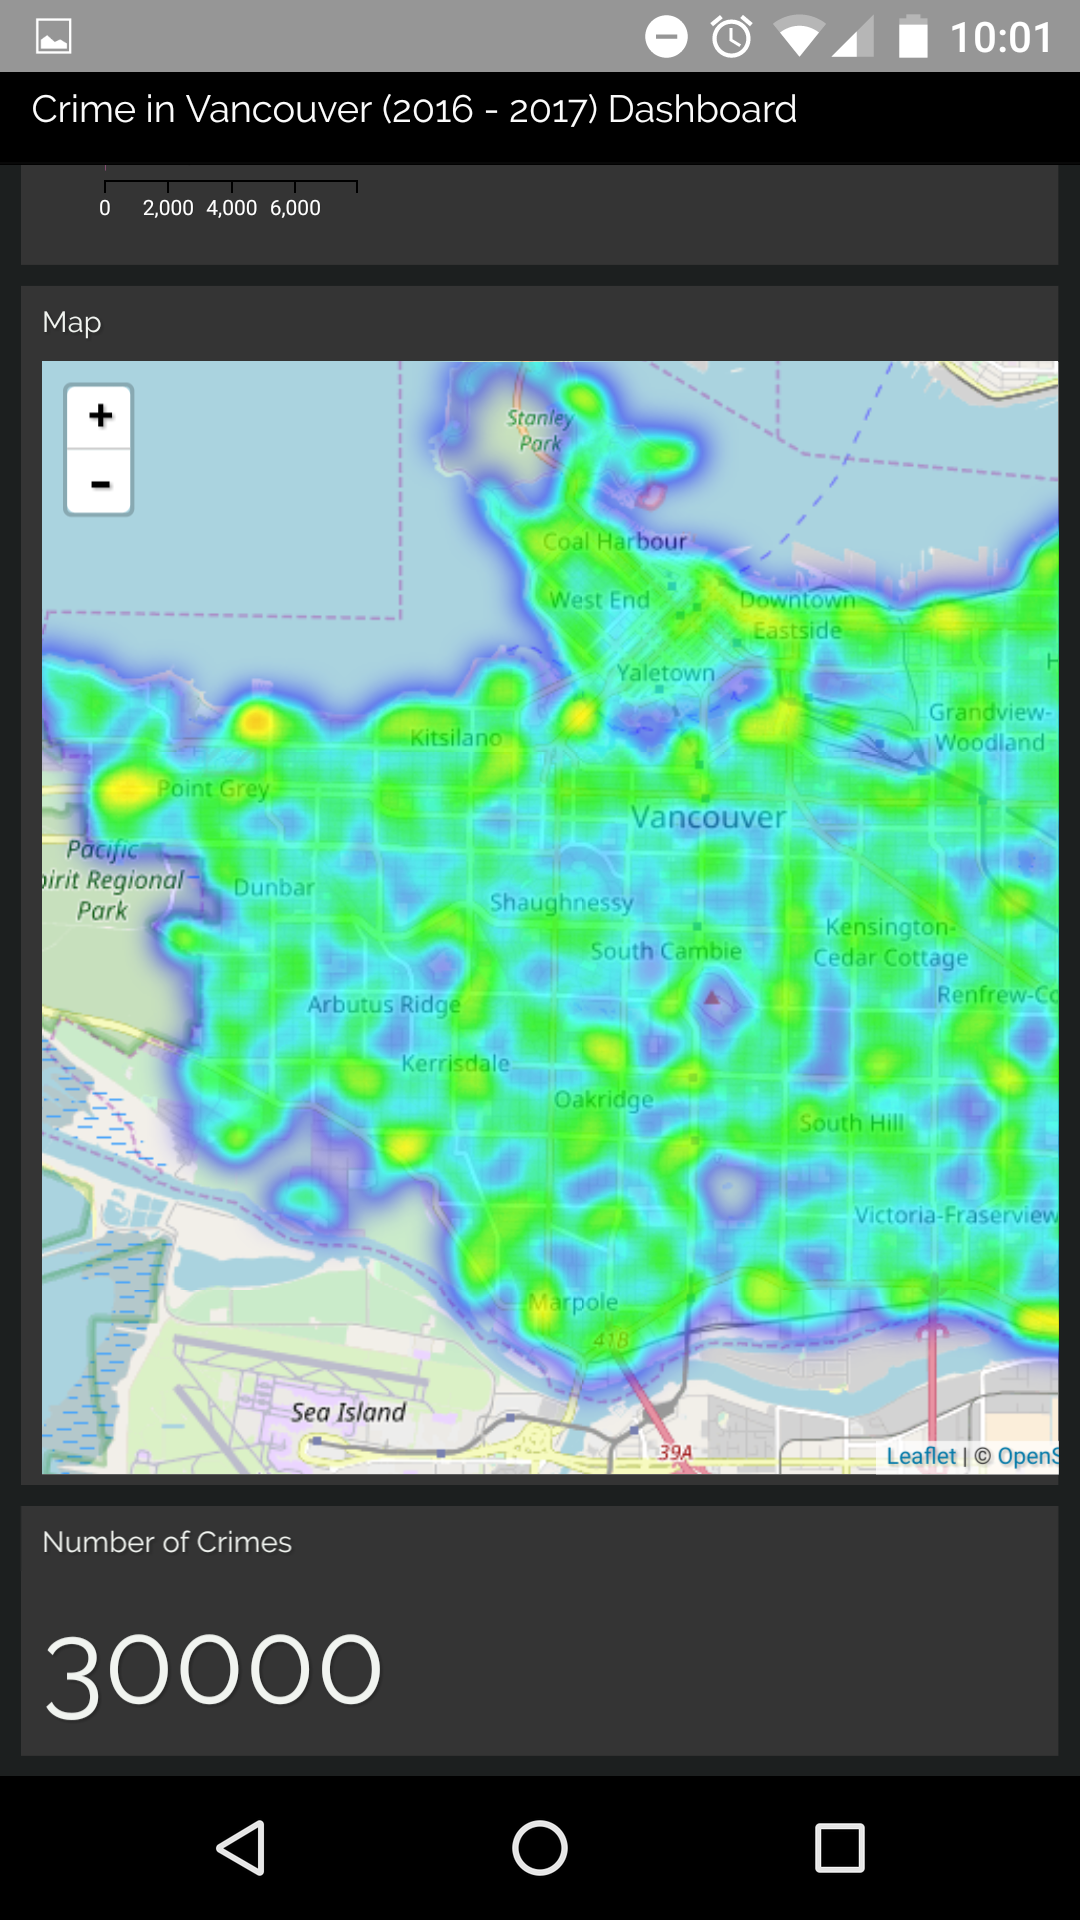 10:01
Crime in Vancouver (2016 - 2017) Dashboard
0 2,000 4,000 6,000
Map
+
-
Stanley
Park
Coal Harbour
West End
Downtown
Eastside
Yaletown
Kitsilano
Grandview-
Woodland
Point Grey
Vancouver
Pacific
pirit Regional
Park
Dunbar
Shaughnessy
South Cambie
Kensington-
Cedar Cottage
Arbutus Ridge
Renfrew-Co
Kerrisdale
Oakridge
South Hill
Victoria-Fraserview
Marpole
41B
Sea Island
39A
Leaflet | © OpenS
Number of Crimes
30000